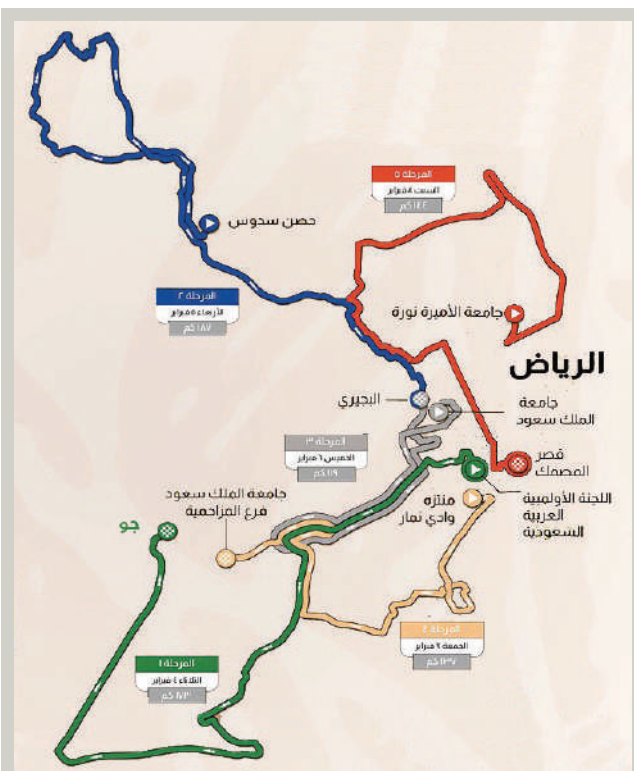 المرحلة ٥
السبت ٨ فبراير
١٤٤ كم
حصن سدوس
المرحلة ٢
الأربعاء ٥ فبراير
١٨٧ كم
جامعة الأميرة نورة
الرياض
البجيري
جامعة
الملك سعود
المرحلة ٣
الخميس ٦ فبراير
١١٩ كم
قصر
المصمك
جامعة الملك سعود
فرع المزاحمية
منتزه
وادي نمار
اللجنة الأولمبية
العربية
السعودية
جو
المرحلة ٤
الجمعة ٧ فبراير
١٣٧ كم
المرحلة ١
الثلاثاء ٤ فبراير
١٧٣ كم